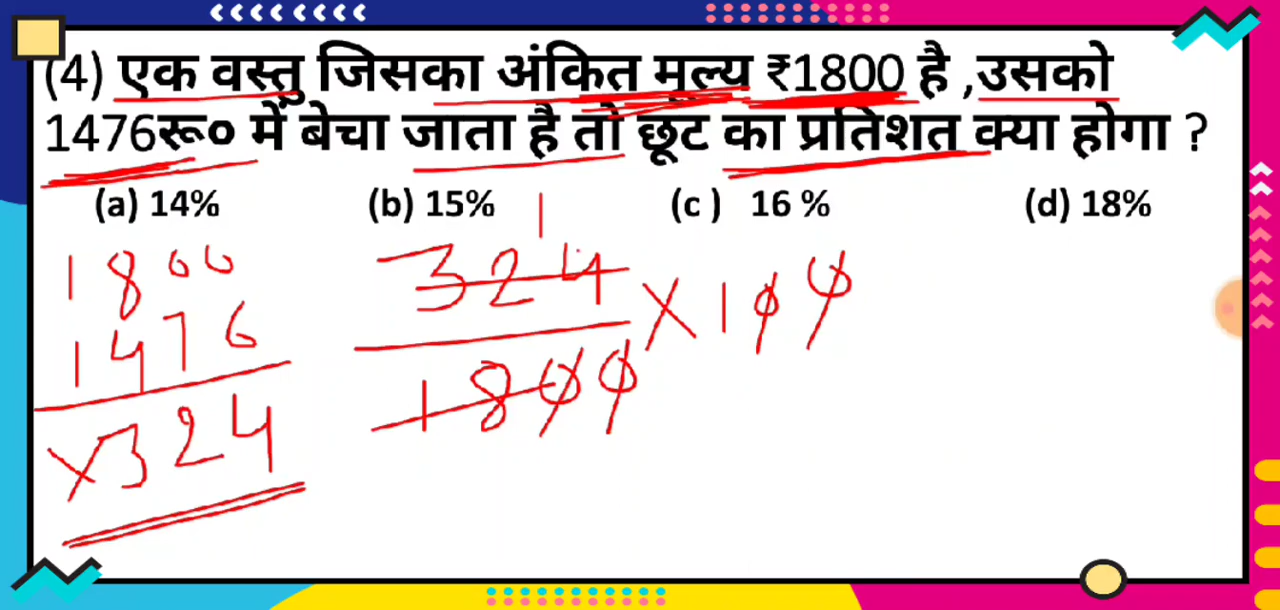 (4) एक वस्तु जिसका अंकित मूल्य ₹1800 है ,उसको
1476रू० में बेचा जाता है तो छूट का प्रतिशत क्या होगा ?
(a) 14% (b) 15% (c ) 16 % (d) 18%
1
1800 324 × 100
1476 1800
×324